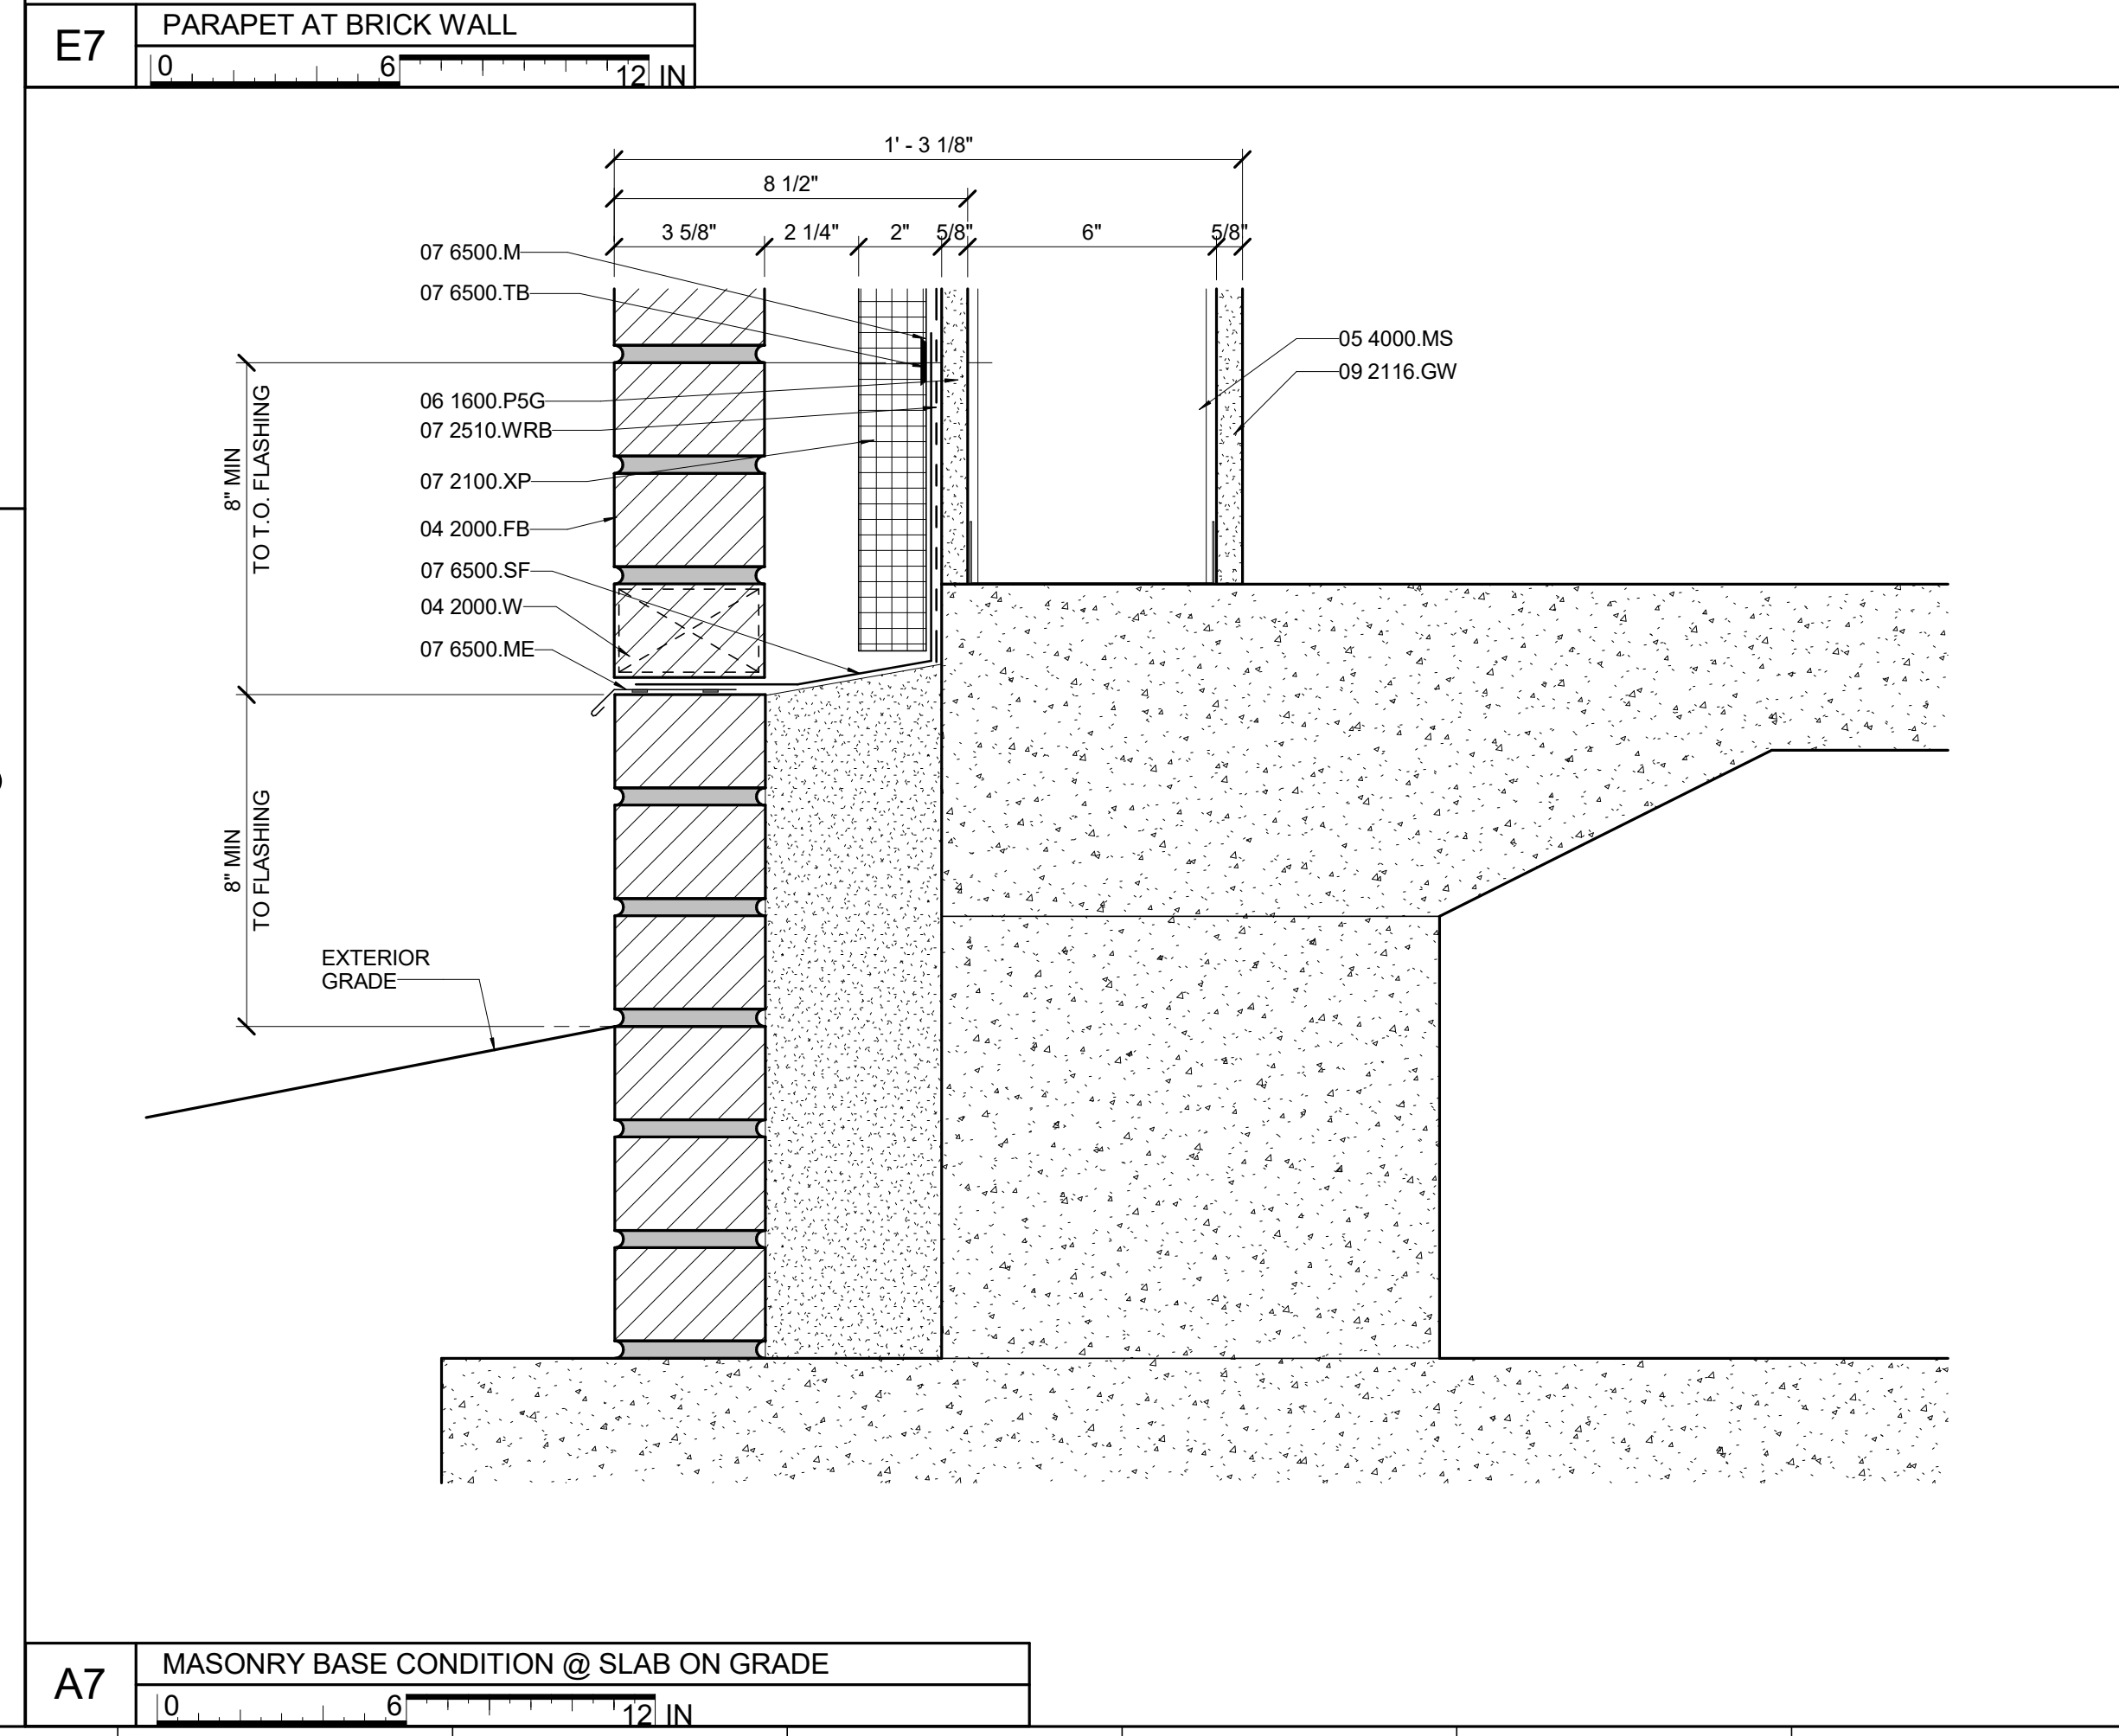 E7
PARAPET AT BRICK WALL
0 6 12 IN
1' - 3 1/8"
8 1/2"
3 5/8" 2 1/4" 2" 5/8" 6" 5/8"
07 6500.M
07 6500.TB
06 1600.P5G
07 2510.WRB
07 2100.XP
04 2000.FB
07 6500.SF
04 2000.W
07 6500.ME
05 4000.MS
09 2116.GW
8" MIN
TO T.O. FLASHING
8" MIN
TO FLASHING
EXTERIOR
GRADE
A7
MASONRY BASE CONDITION @ SLAB ON GRADE
0 6 12 IN